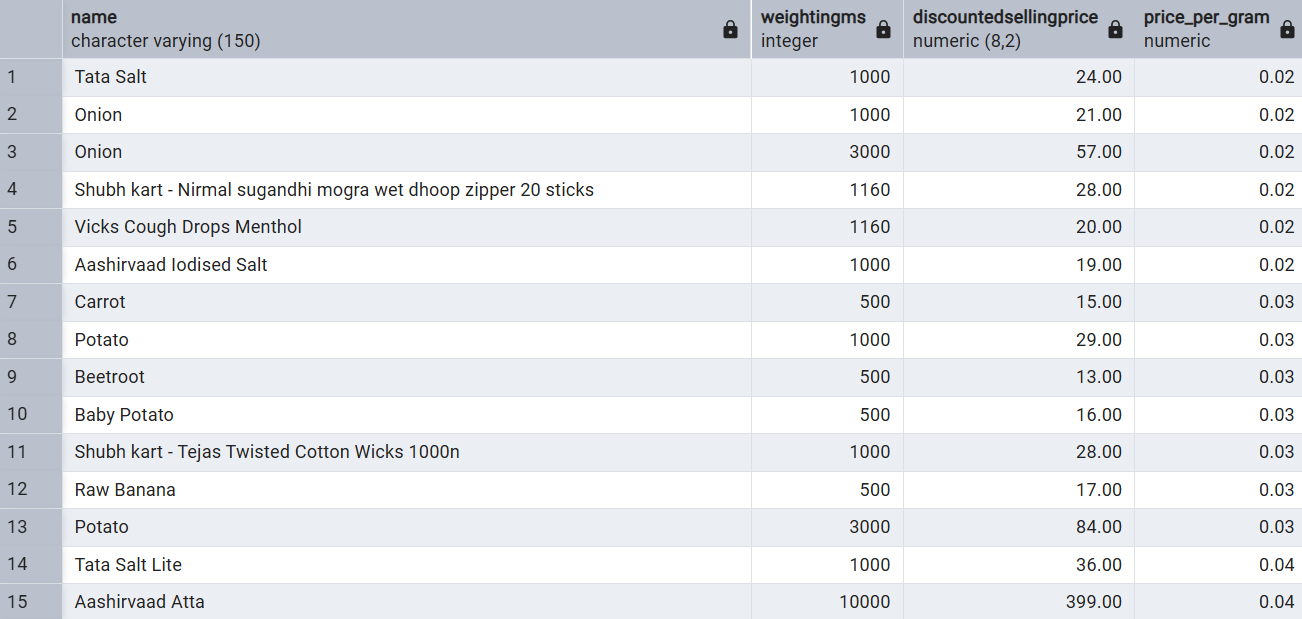 name weightingms discountedsellingprice price_per_gram
character varying (150) integer numeric (8,2) numeric
1 Tata Salt 1000 24.00 0.02
2 Onion 1000 21.00 0.02
3 Onion 3000 57.00 0.02
4 Shubh kart - Nirmal sugandhi mogra wet dhoop zipper 20 sticks 1160 28.00 0.02
5 Vicks Cough Drops Menthol 1160 20.00 0.02
6 Aashirvaad Iodised Salt 1000 19.00 0.02
7 Carrot 500 15.00 0.03
8 Potato 1000 29.00 0.03
9 Beetroot 500 13.00 0.03
10 Baby Potato 500 16.00 0.03
11 Shubh kart - Tejas Twisted Cotton Wicks 1000n 1000 28.00 0.03
12 Raw Banana 500 17.00 0.03
13 Potato 3000 84.00 0.03
14 Tata Salt Lite 1000 36.00 0.04
15 Aashirvaad Atta 10000 399.00 0.04